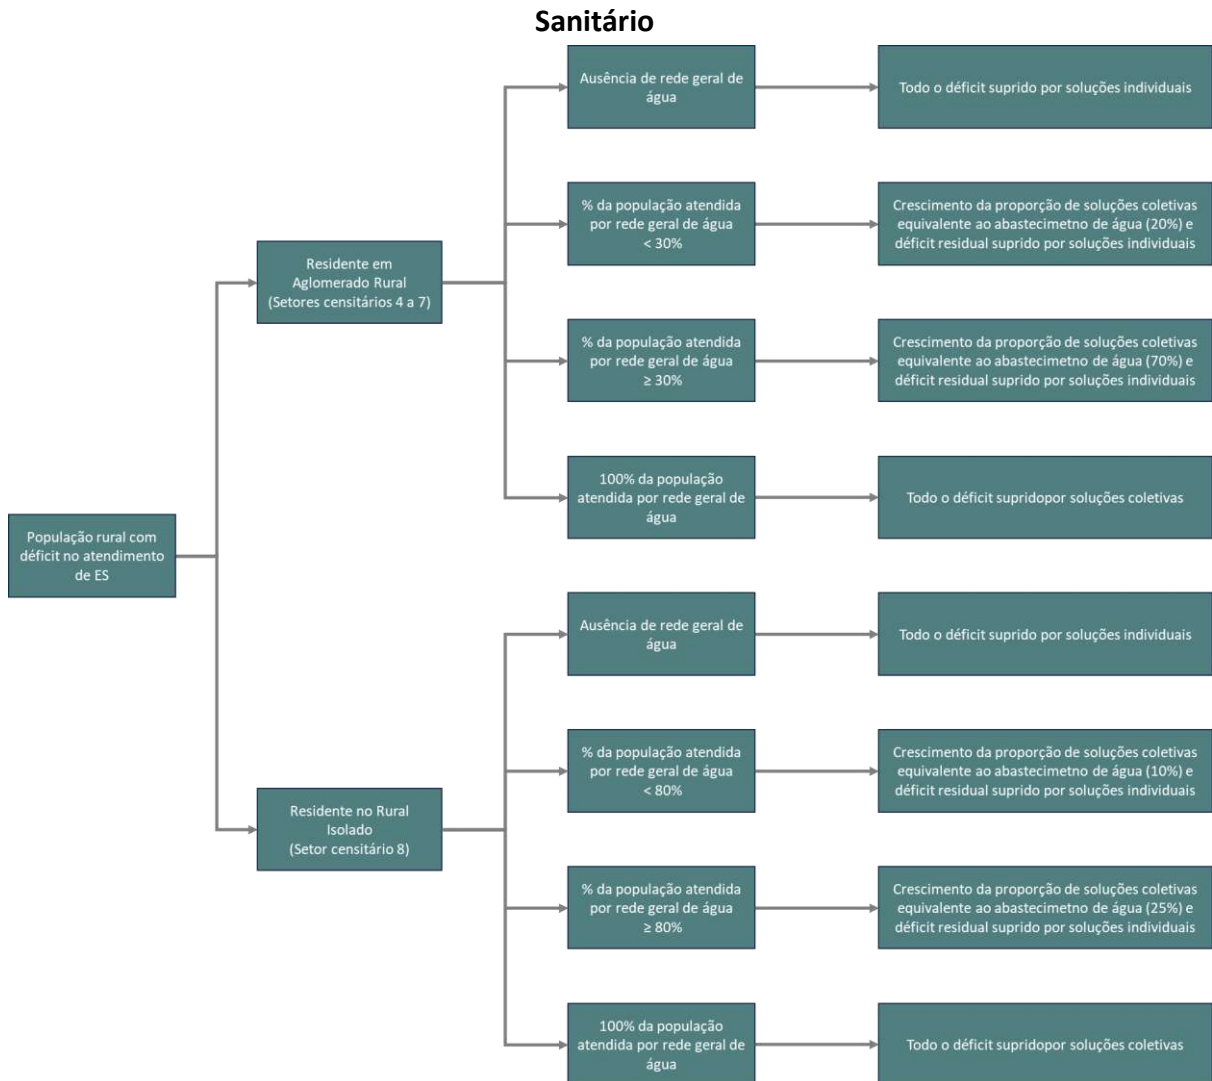 Sanitário
Ausência de rede geral de
água
Todo o déficit suprido por soluções individuais
% da população atendida
por rede geral de água
< 30%
Crescimento da proporção de soluções coletivas
equivalente ao abastecimetno de água (20%) e
déficit residual suprido por soluções individuais
Residente em
Aglomerado Rural
(Setores censitários 4 a 7)
% da população atendida
por rede geral de água
≥ 30%
Crescimento da proporção de soluções coletivas
equivalente ao abastecimetno de água (70%) e
déficit residual suprido por soluções individuais
100% da população
atendida por rede geral de
água
Todo o déficit supridopor soluções coletivas
População rural com
déficit no atendimento
de ES
Ausência de rede geral de
água
Todo o déficit suprido por soluções individuais
% da população atendida
por rede geral de água
< 80%
Crescimento da proporção de soluções coletivas
equivalente ao abastecimetno de água (10%) e
déficit residual suprido por soluções individuais
Residente no Rural
Isolado
(Setor censitário 8)
% da população atendida
por rede geral de água
≥ 80%
Crescimento da proporção de soluções coletivas
equivalente ao abastecimetno de água (25%) e
déficit residual suprido por soluções individuais
100% da população
atendida por rede geral de
água
Todo o déficit supridopor soluções coletivas